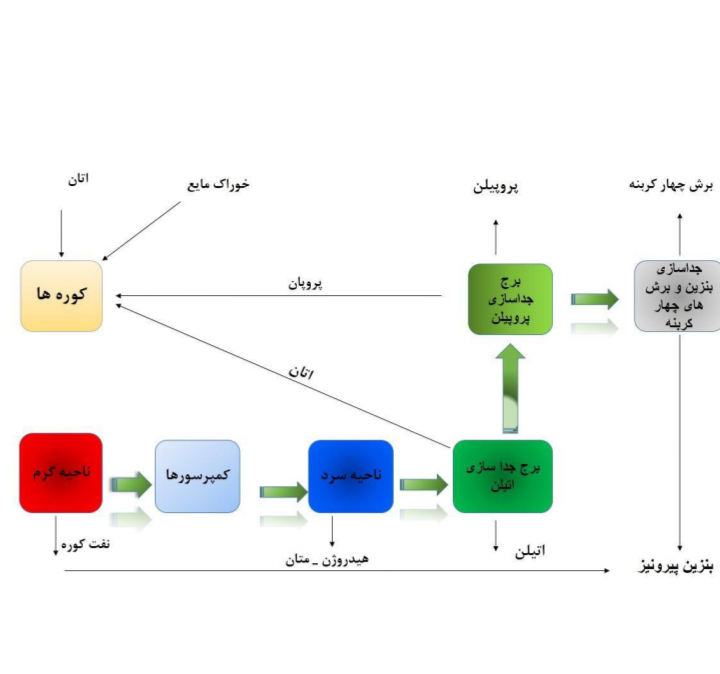 اتان
خوراک مایع
پروپیلن
برش چهار کربنه
کوره ها
پروپان
برج
جداسازی
پروپیلن
جداسازی
بنزین و برش
های چهار
کربنه
اتان
ناحیه گرم
کمپرسورها
ناحیه سرد
برج جدا سازی
اتیلن
نفت کوره
هیدروژن _ متان
اتیلن
بنزین پیرونیز